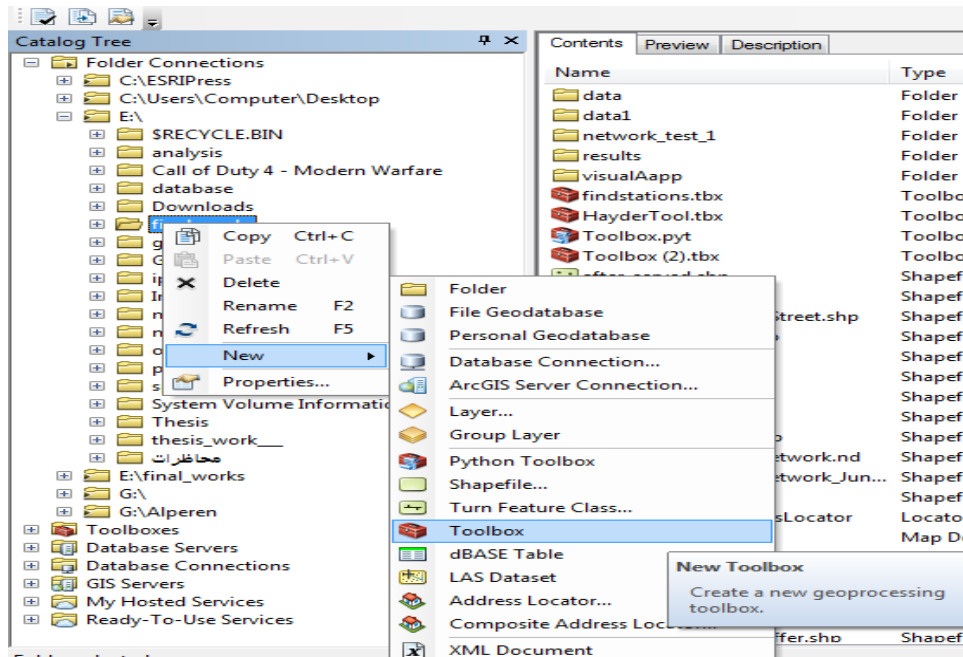 Catalog Tree
Folder Connections
C:\ESRIPress
C:\Users\Computer\Desktop
E:\
$RECYCLE.BIN
analysis
Call of Duty 4 - Modern Warfare
database
Downloads
System Volume Informatic
Thesis
thesis_work___
محاظرات
E:\final_works
G:\
G:\Alperen
Toolboxes
Database Servers
Database Connections
GIS Servers
My Hosted Services
Ready-To-Use Services
Copy Ctrl+C
Paste Ctrl+V
Delete
Rename F2
Refresh F5
New
Properties...
Folder
File Geodatabase
Personal Geodatabase
Database Connection...
ArcGIS Server Connection...
Layer...
Group Layer
Python Toolbox
Shapefile...
Turn Feature Class...
Toolbox
dBASE Table
LAS Dataset
Address Locator...
Composite Address
XML Document
New Toolbox
Create a new geoprocessing
toolbox.
Contents Preview Description
Name Type
data Folder
data1 Folder
network_test_1 Folder
results Folder
visualAapp Folder
findstations.tbx Toolbo
HayderTool.tbx Toolbo
Toolbox.pyt Toolbo
Toolbox (2).tbx Toolbo
Shapef
Shapef
Street.shp Shapef
Shapef
Shapef
Shapef
Shapef
Shapef
Shapef
etwork.nd Shapef
etwork_Jun... Shapef
Shapef
sLocator Locato
Map D
ffer.shp Shapef